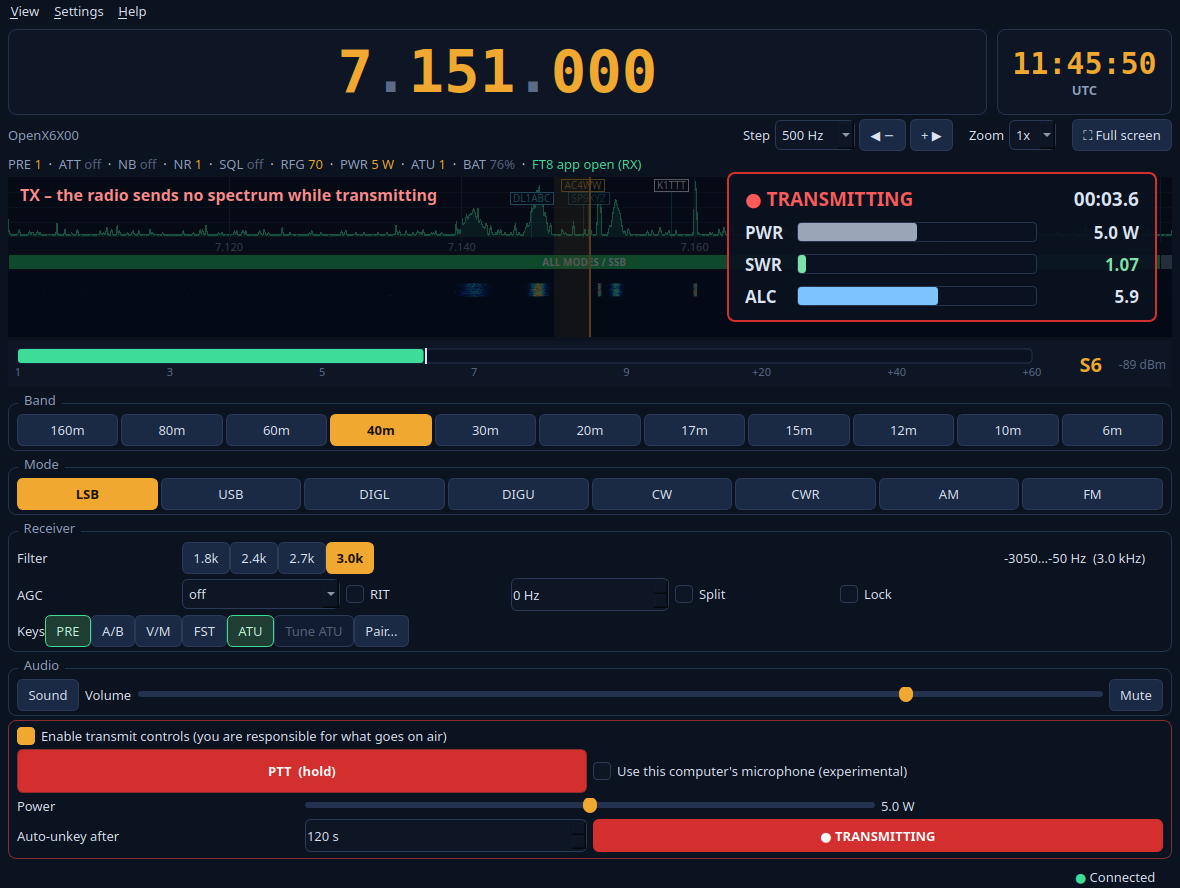 View Settings Help
7.151.000
11:45:50
UTC
OpenX6X00
Step 500 Hz ◀ − + ▶ Zoom 1x ⛶ Full screen
PRE 1 · ATT off · NB off · NR 1 · SQL off · RFG 70 · PWR 5 W · ATU 1 · BAT 76% · FT8 app open (RX)
TX – the radio sends no spectrum while transmitting
AC4WW K1TTT
DL1ABC SP9XYZ
7.120 7.140 7.160
ALL MODES / SSB
● TRANSMITTING 00:03.6
PWR 5.0 W
SWR 1.07
ALC 5.9
1 3 5 7 9 +20 +40 +60
S6 -89 dBm
Band
160m 80m 60m 40m 30m 20m 17m 15m 12m 10m 6m
Mode
LSB USB DIGL DIGU CW CWR AM FM
Receiver
Filter 1.8k 2.4k 2.7k 3.0k -3050...-50 Hz (3.0 kHz)
AGC off RIT 0 Hz Split Lock
Keys PRE A/B V/M FST ATU Tune ATU Pair...
Audio
Sound Volume Mute
Enable transmit controls (you are responsible for what goes on air)
PTT (hold) Use this computer's microphone (experimental)
Power 5.0 W
Auto-unkey after 120 s ● TRANSMITTING
● Connected